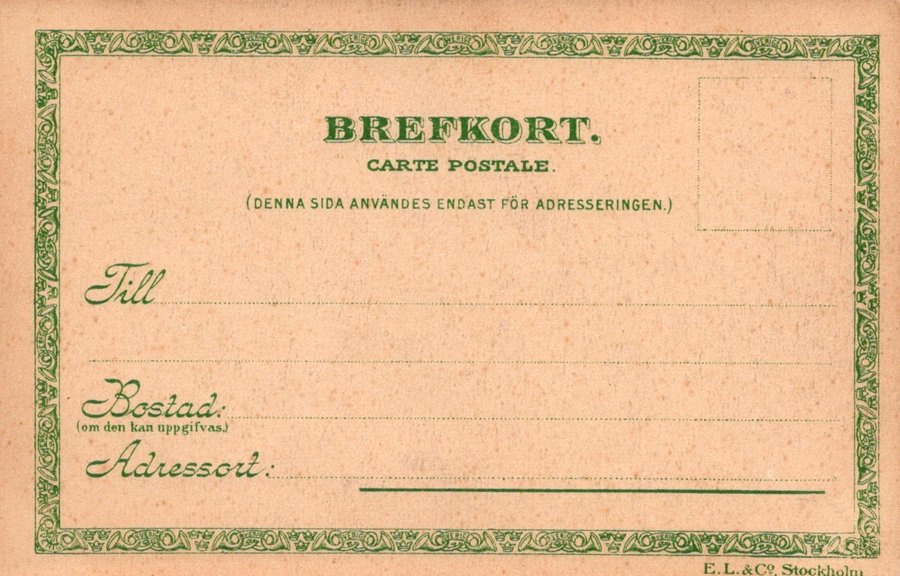 BREFKORT.
CARTE POSTALE.
(DENNA SIDA ANVÄNDES ENDAST FÖR ADRESSERINGEN.)
Till
Bostad:
(om den kan uppgifvas.)
Adressort:
E. L. & Co. Stockholm